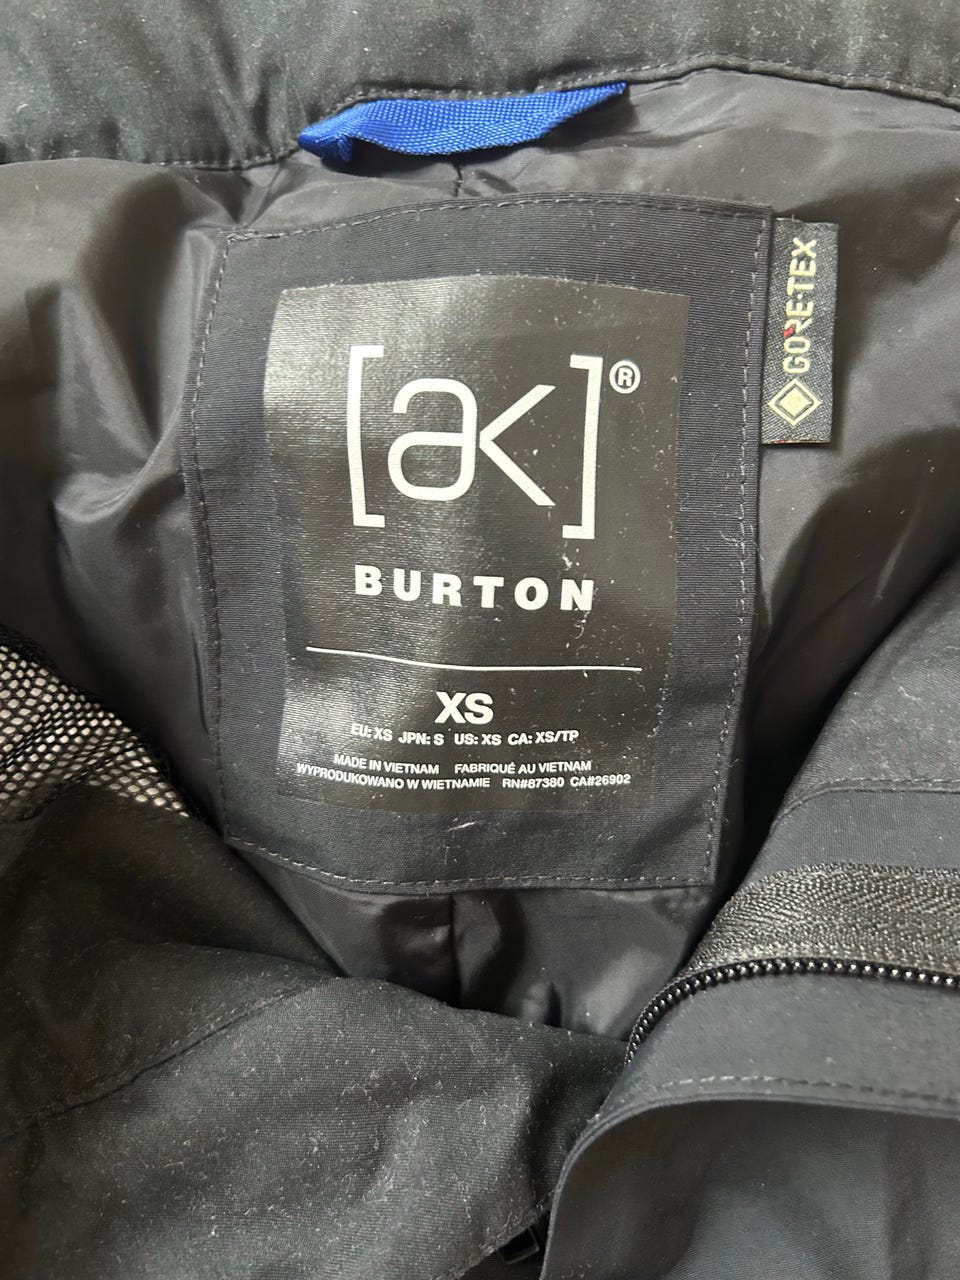 [ak]®
BURTON
XS
EU: XS JPN: S US: XS CA: XS/TP
MADE IN VIETNAM FABRIQUÉ AU VIETNAM
WYPRODUKOWANO W WIETNAMIE RN#87380 CA#26902
GORE-TEX